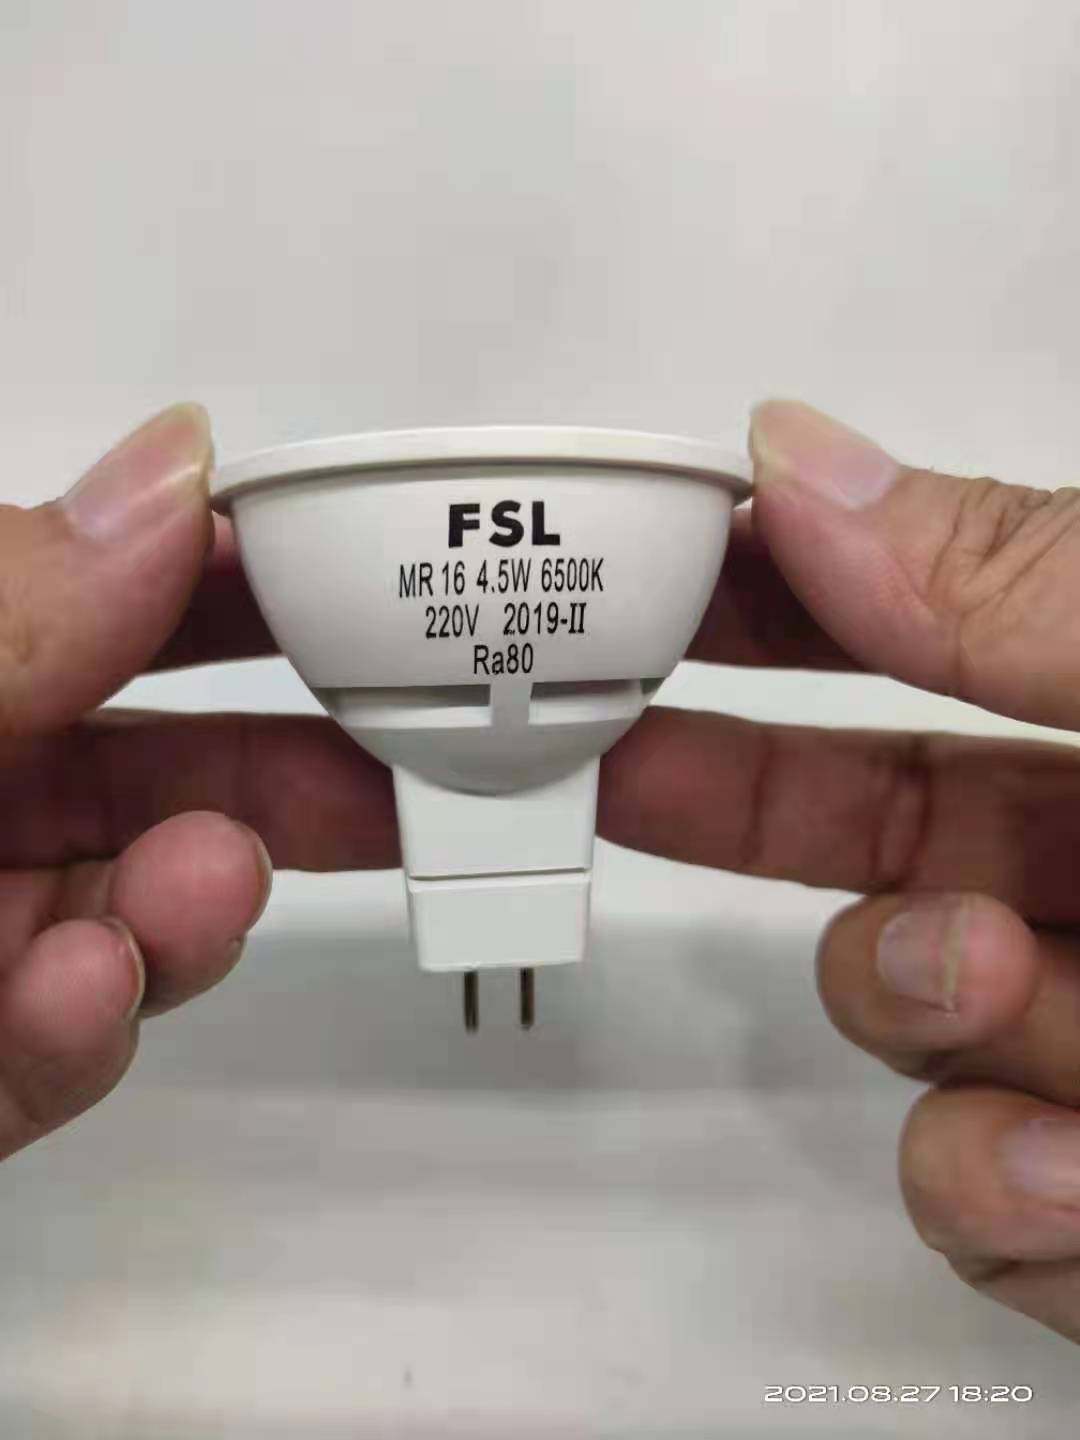 FSL
MR 16 4.5W 6500K
220V 2019-II
Ra80
2021.08.27 18:20